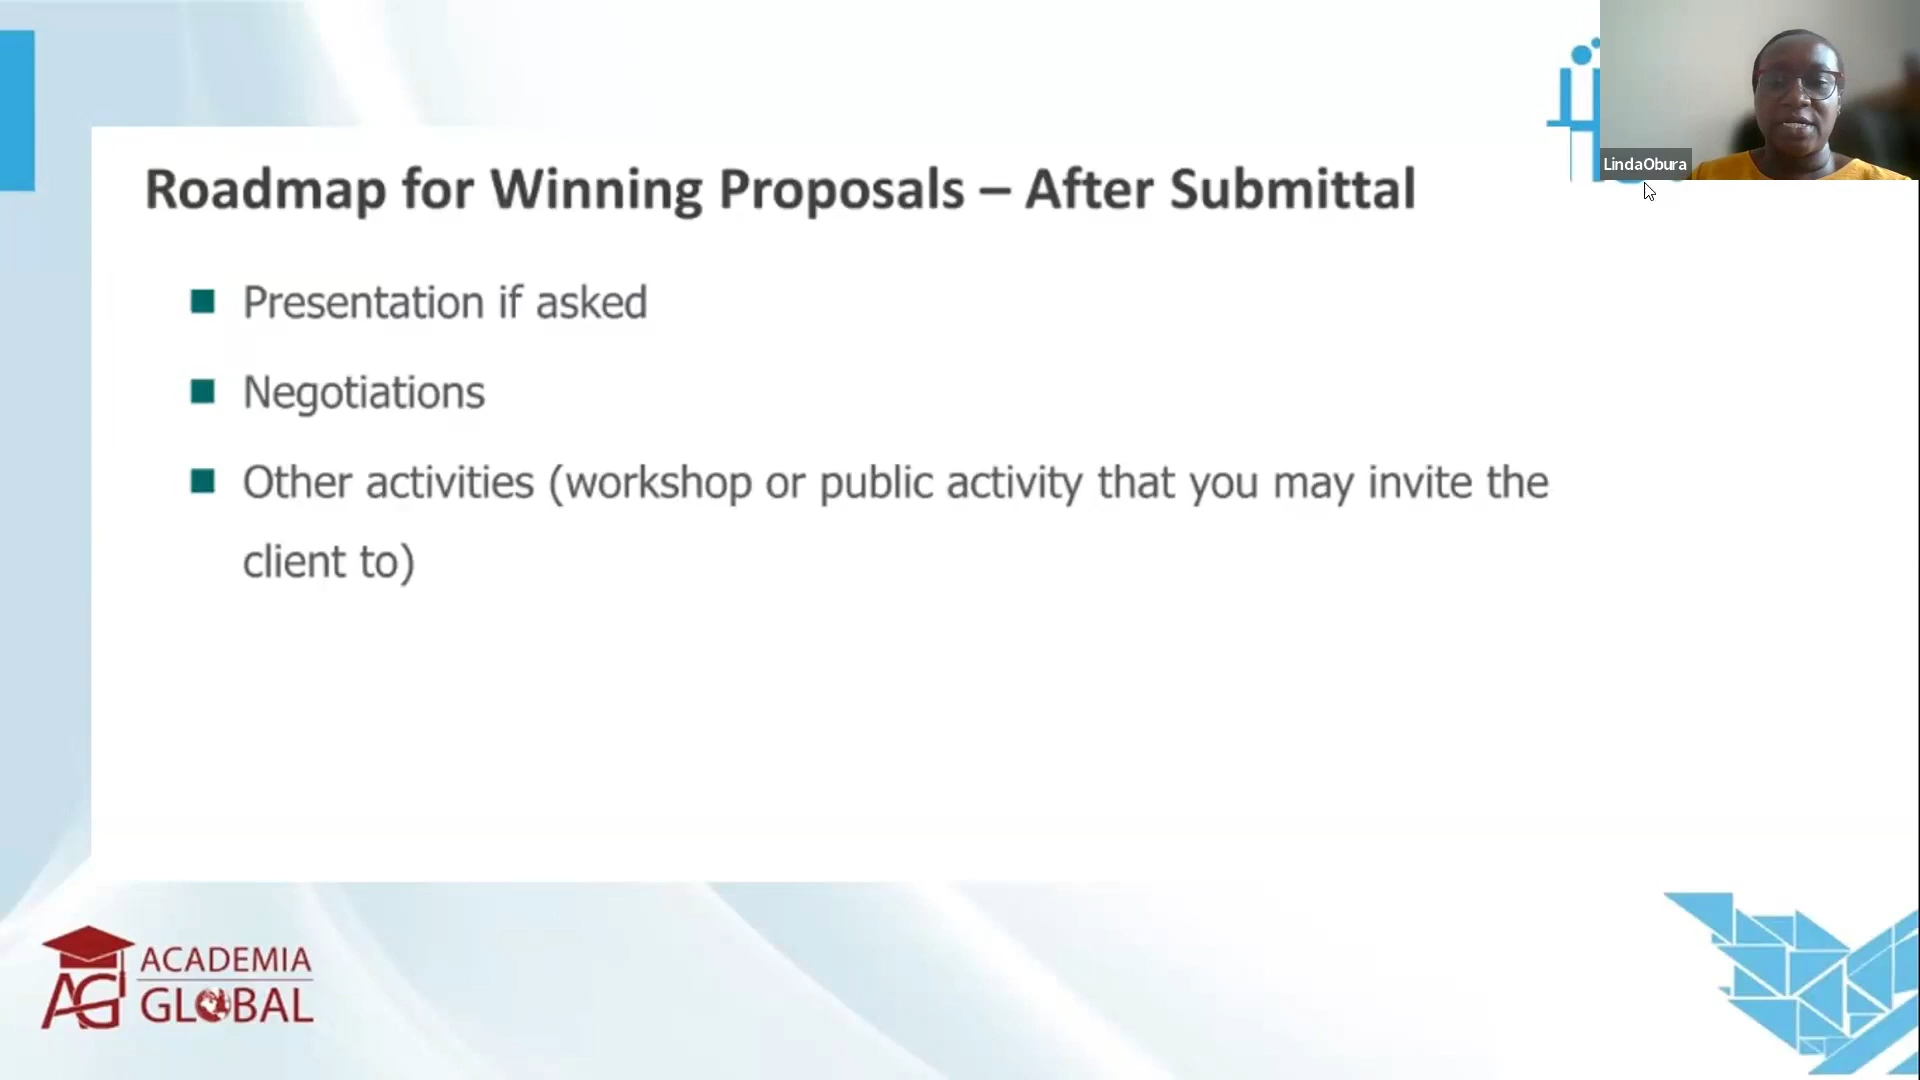 LindaObura
Roadmap for Winning Proposals – After Submittal
Presentation if asked
Negotiations
Other activities (workshop or public activity that you may invite the
client to)
AG
ACADEMIA
GLOBAL